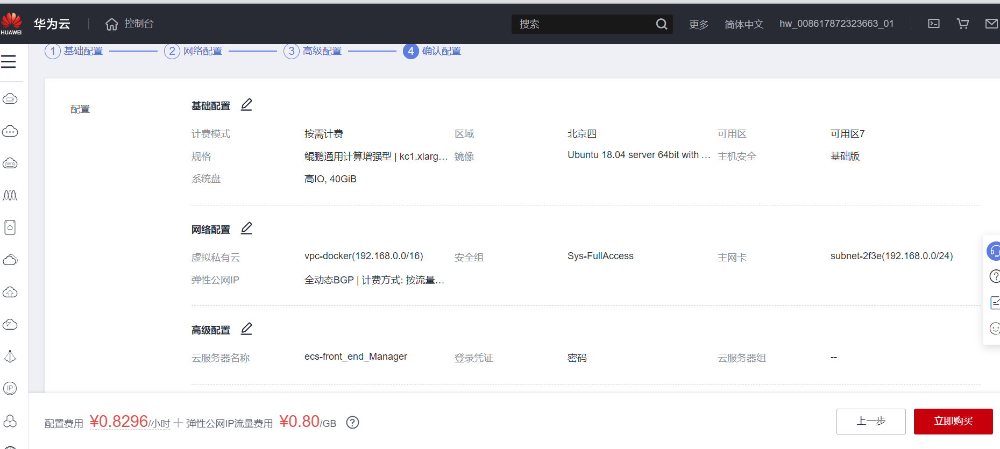 HUAWEI 华为云 控制台 搜索 更多 简体中文 hw_008617872323663_01
1 基础配置 2 网络配置 3 高级配置 4 确认配置
配置
基础配置
计费模式 按需计费 区域 北京四 可用区 可用区7
规格 鲲鹏通用计算增强型 | kc1.xlarg... 镜像 Ubuntu 18.04 server 64bit with ... 主机安全 基础版
系统盘 高IO, 40GiB
网络配置
虚拟私有云 vpc-docker(192.168.0.0/16) 安全组 Sys-FullAccess 主网卡 subnet-2f3e(192.168.0.0/24)
弹性公网IP 全动态BGP | 计费方式: 按流量...
高级配置
云服务器名称 ecs-front_end_Manager 登录凭证 密码 云服务器组 --
IP
配置费用 ¥0.8296/小时 + 弹性公网IP流量费用 ¥0.80/GB ? 上一步 立即购买